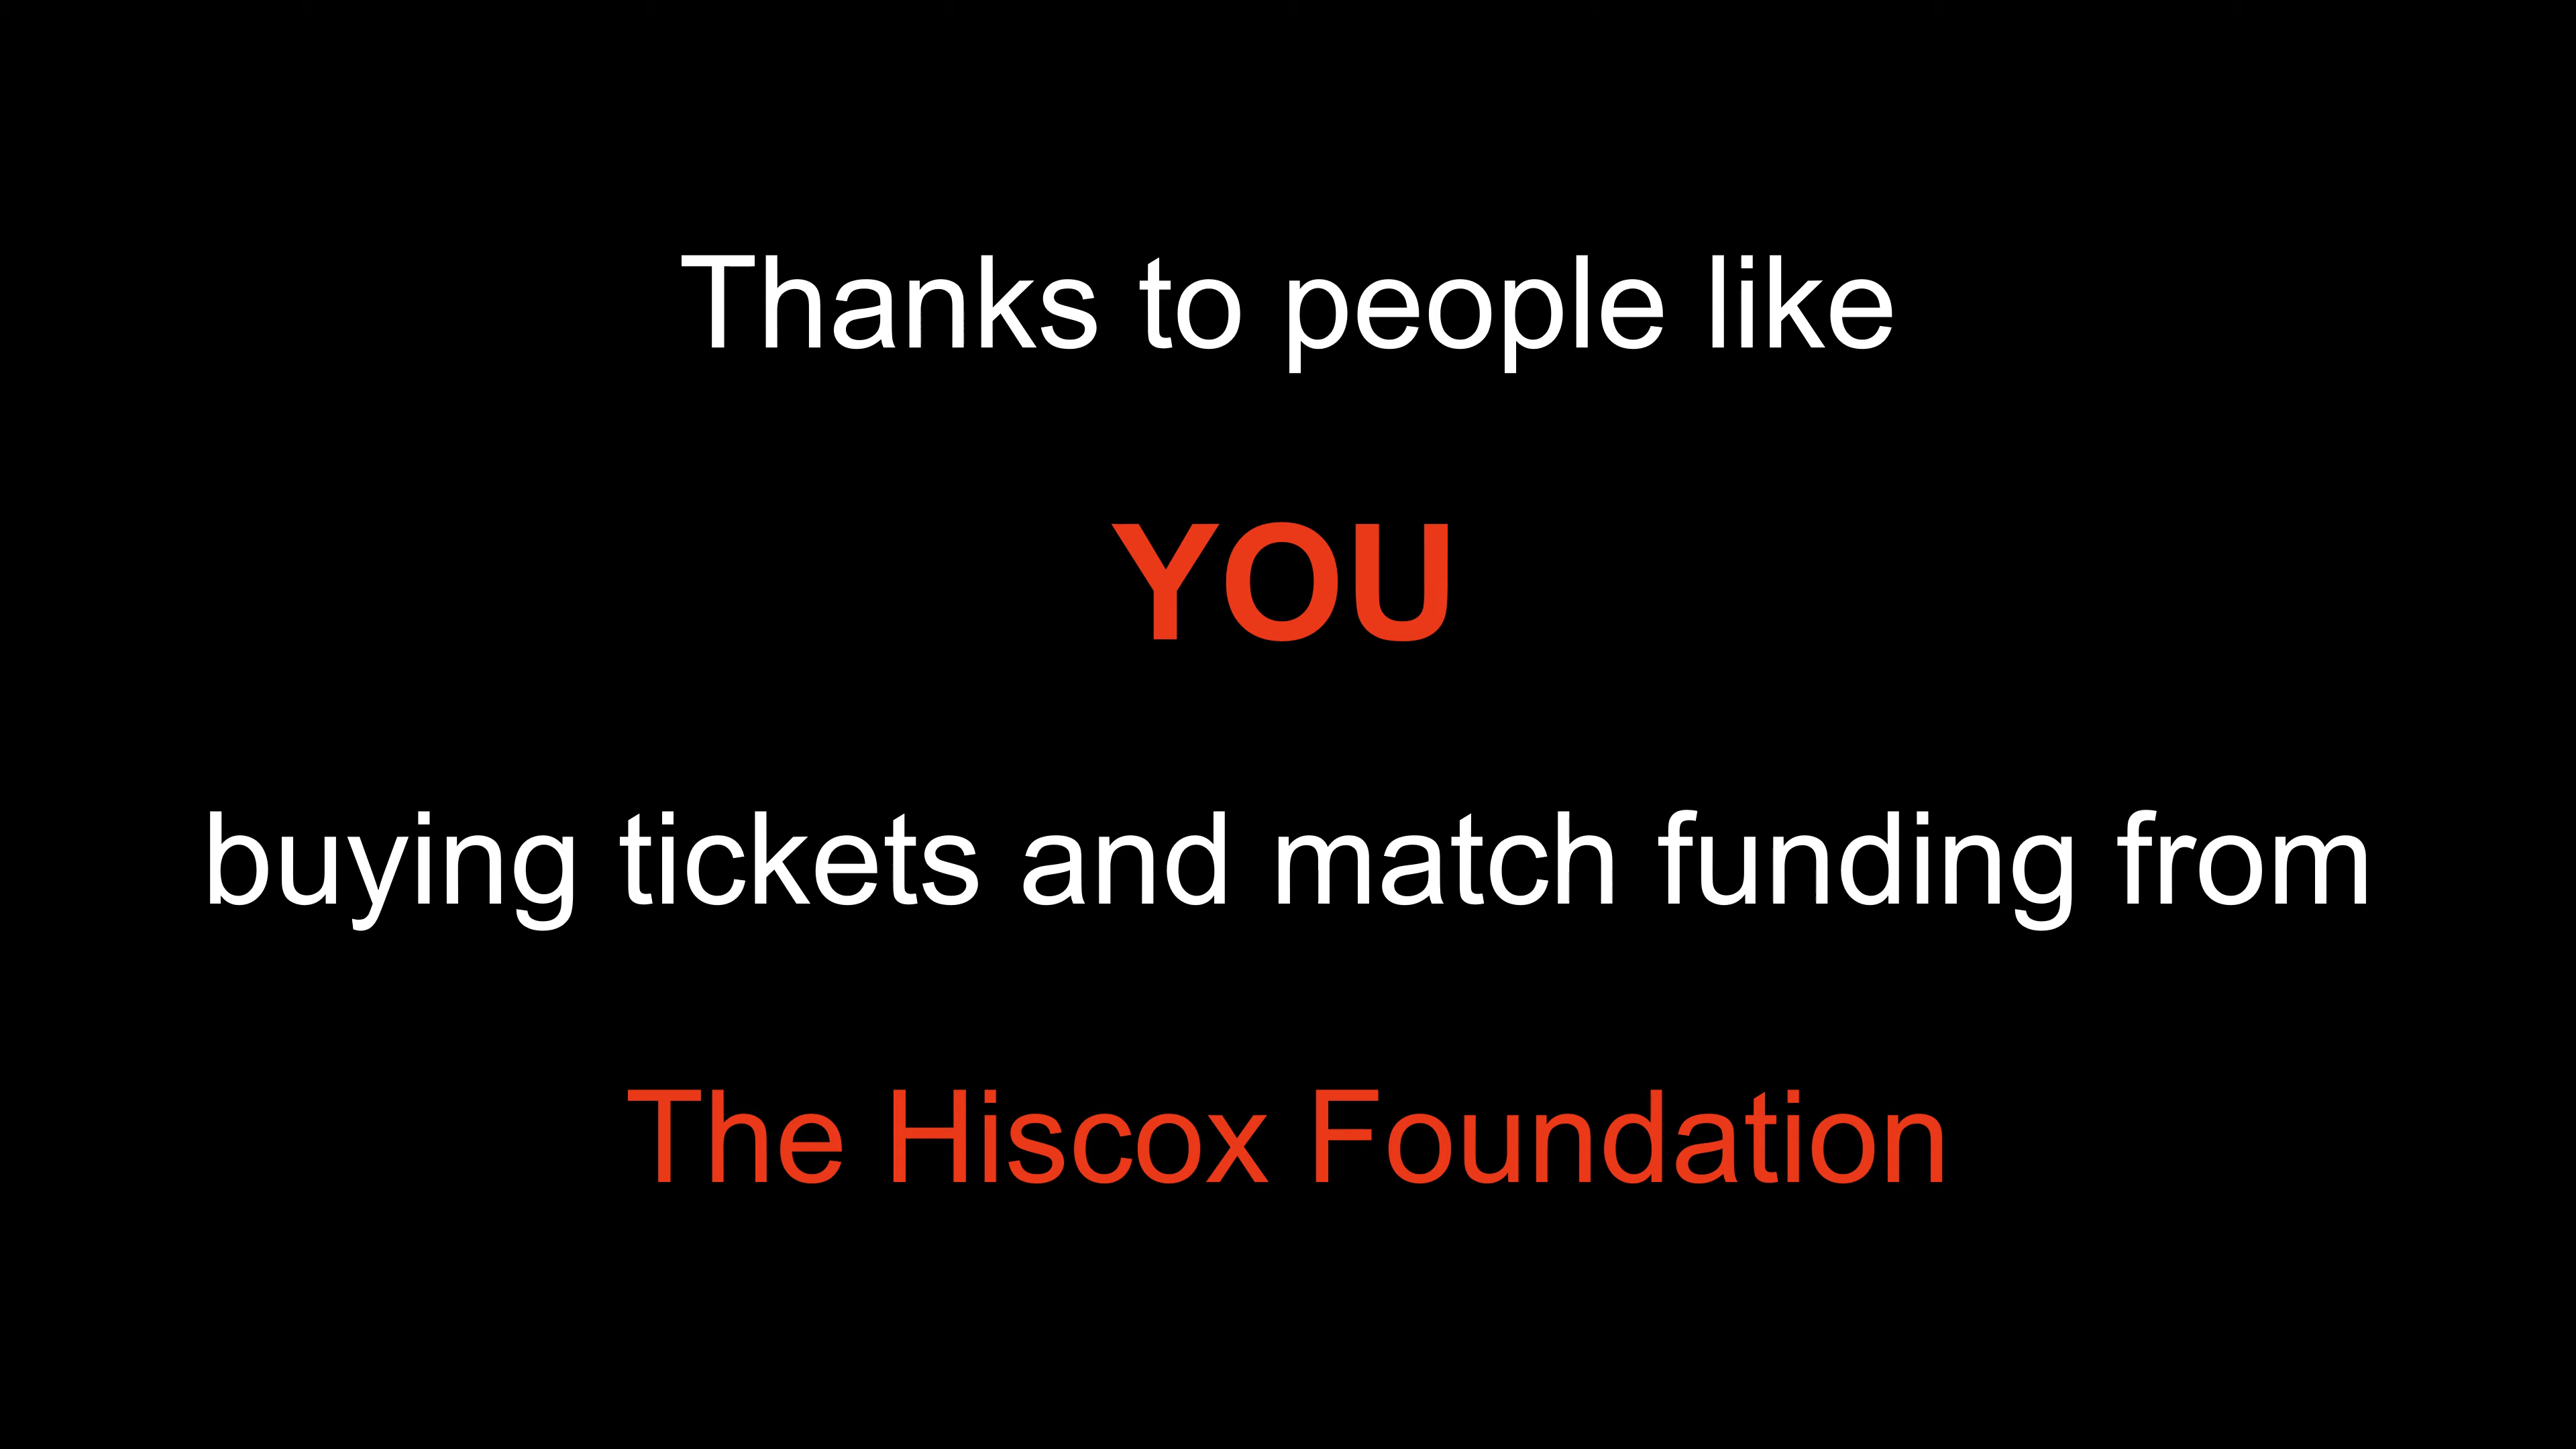 Thanks to people like
YOU
buying tickets and match funding from
The Hiscox Foundation